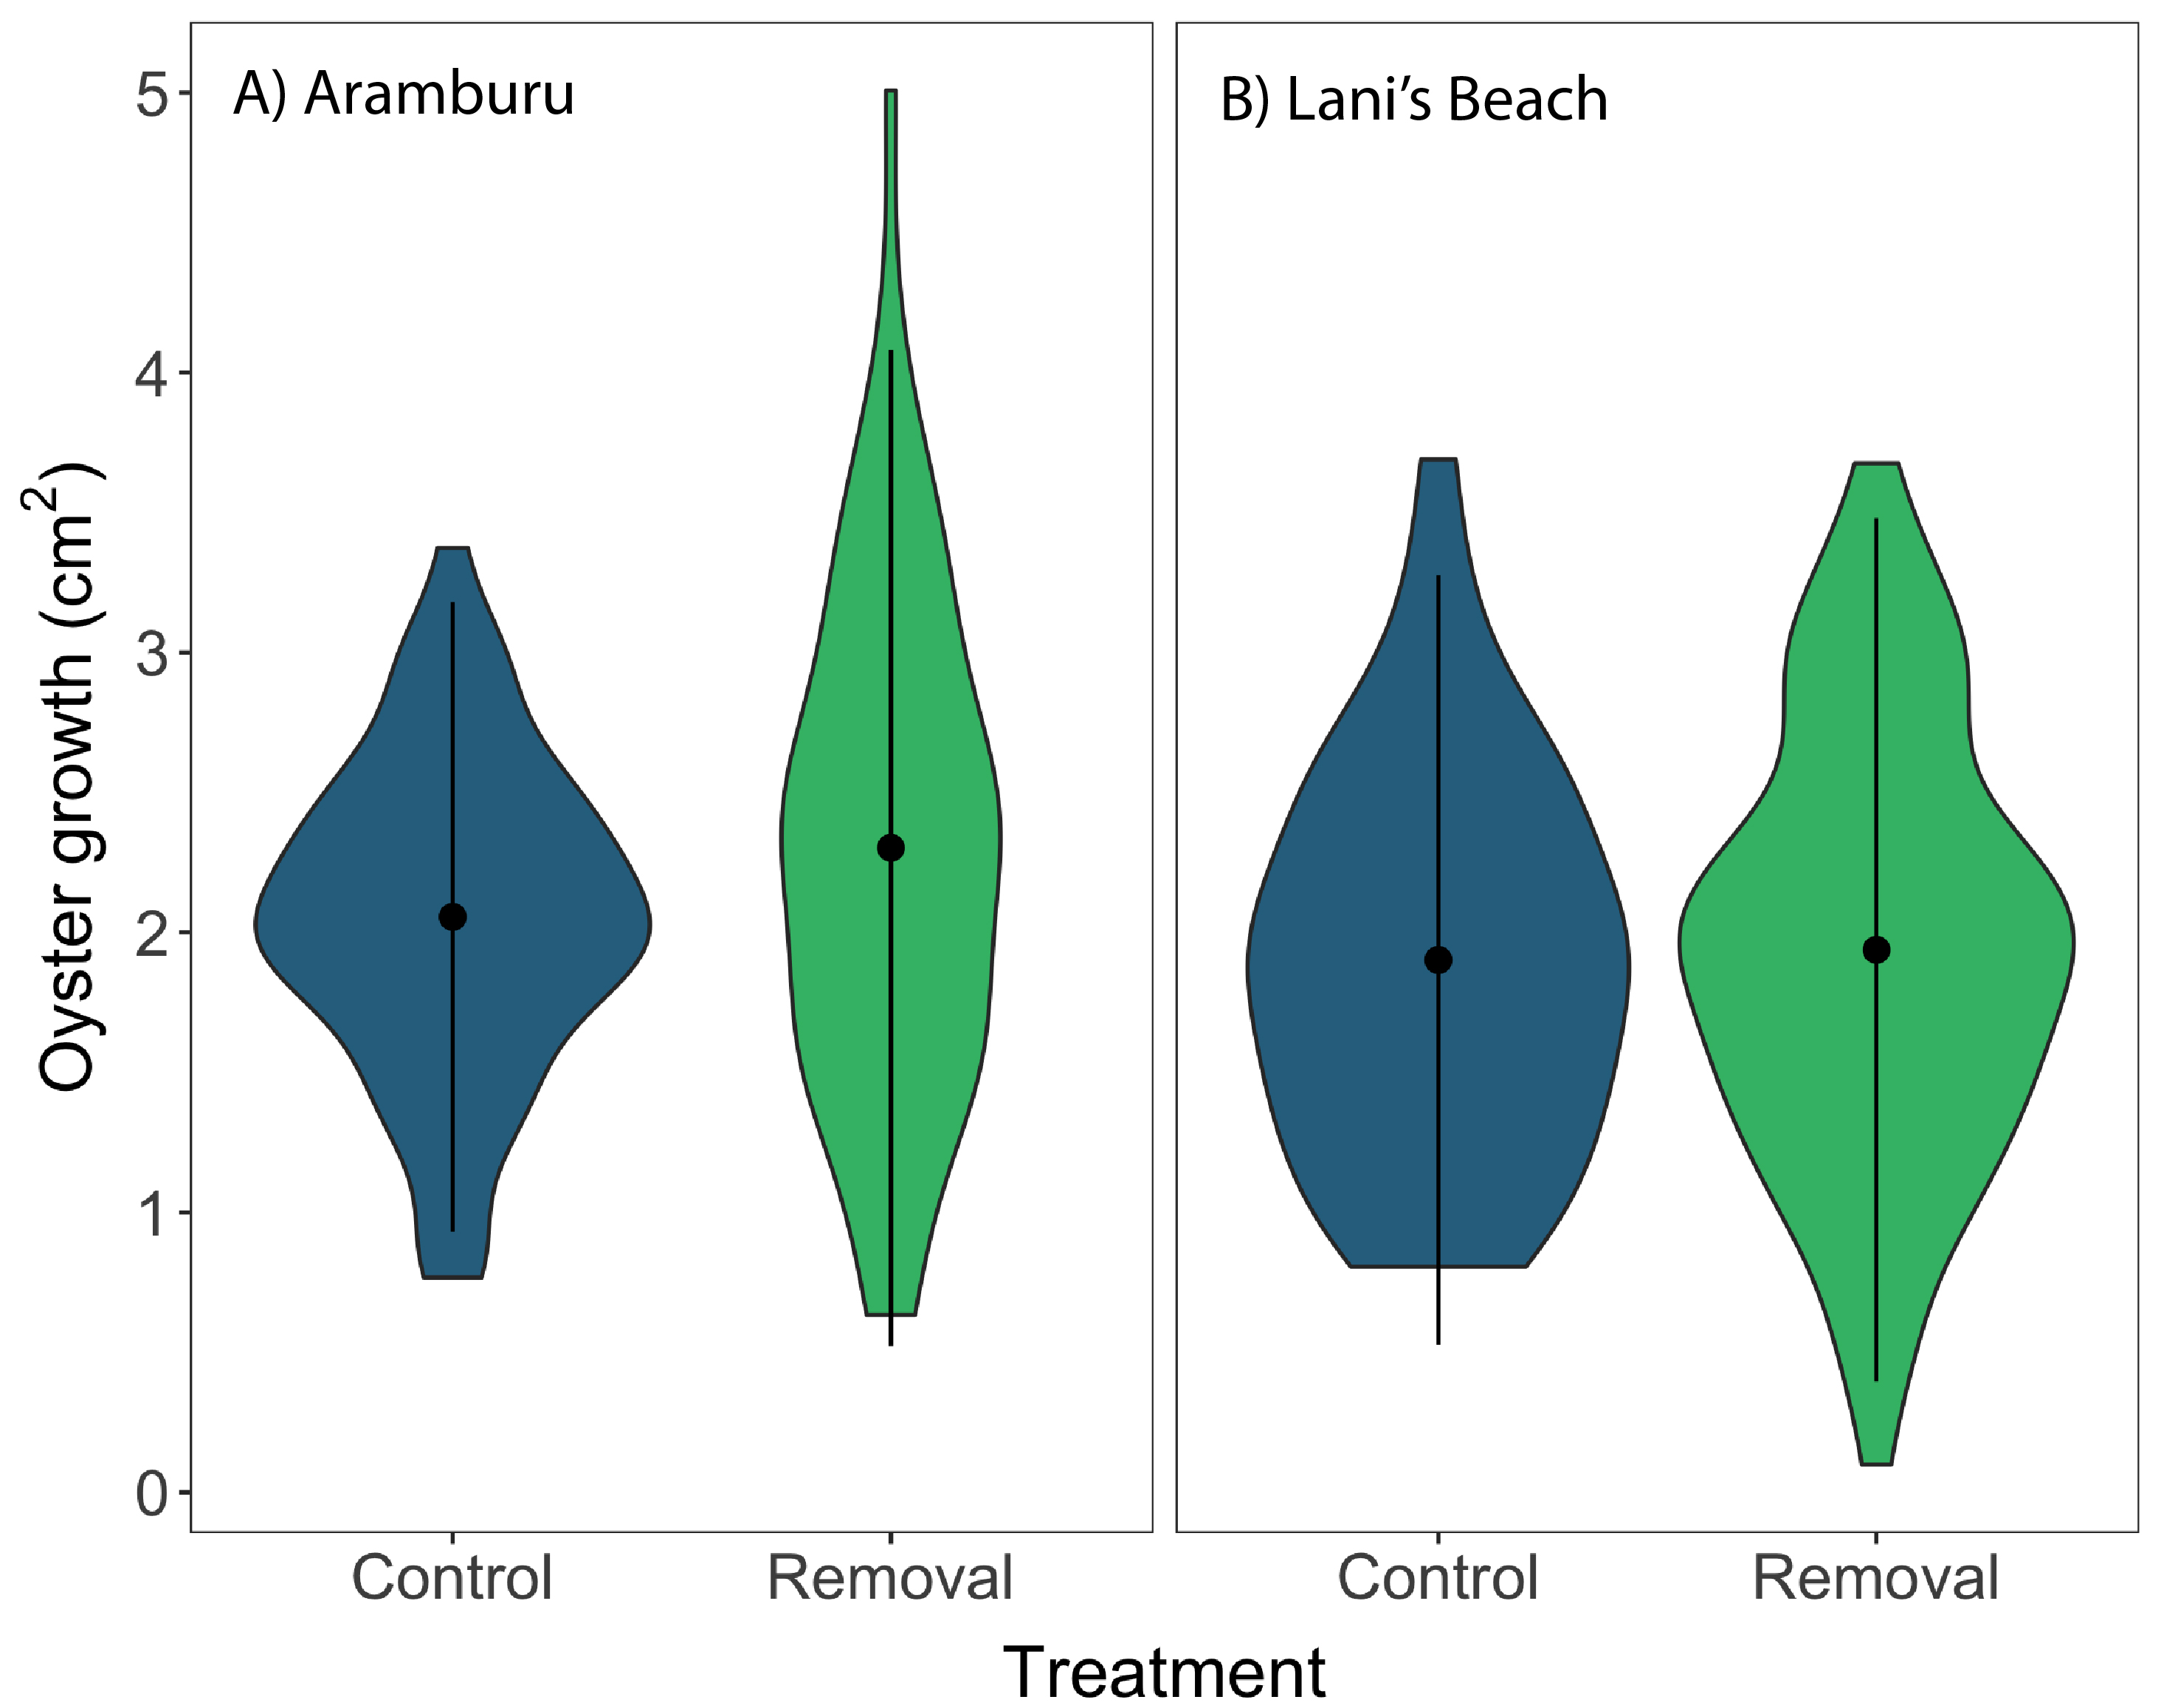 A) Aramburu
B) Lani’s Beach
Oyster growth (cm²)
5
4
3
2
1
0
Control Removal Control Removal
Treatment